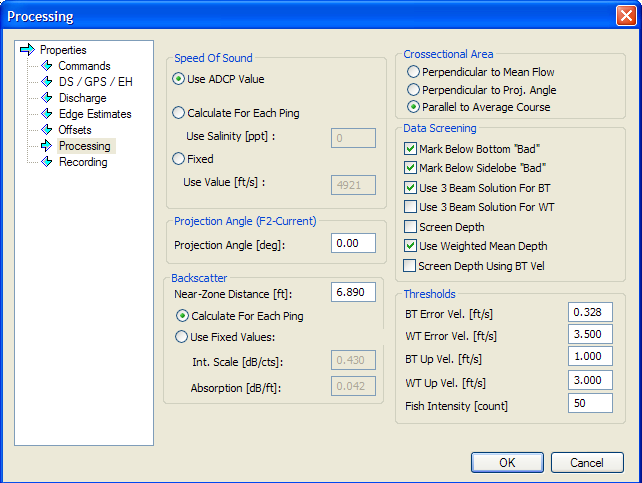 Processing
Properties
Commands
DS / GPS / EH
Discharge
Edge Estimates
Offsets
Processing
Recording
Speed Of Sound
Use ADCP Value
Calculate For Each Ping
Use Salinity [ppt] : 0
Fixed
Use Value [ft/s] : 4921
Projection Angle (F2-Current)
Projection Angle [deg]: 0.00
Backscatter
Near-Zone Distance [ft]: 6.890
Calculate For Each Ping
Use Fixed Values:
Int. Scale [dB/cts]: 0.430
Absorption [dB/ft]: 0.042
Crossectional Area
Perpendicular to Mean Flow
Perpendicular to Proj. Angle
Parallel to Average Course
Data Screening
Mark Below Bottom "Bad"
Mark Below Sidelobe "Bad"
Use 3 Beam Solution For BT
Use 3 Beam Solution For WT
Screen Depth
Use Weighted Mean Depth
Screen Depth Using BT Vel
Thresholds
BT Error Vel. [ft/s] 0.328
WT Error Vel. [ft/s] 3.500
BT Up Vel. [ft/s] 1.000
WT Up Vel. [ft/s] 3.000
Fish Intensity [count] 50
OK
Cancel